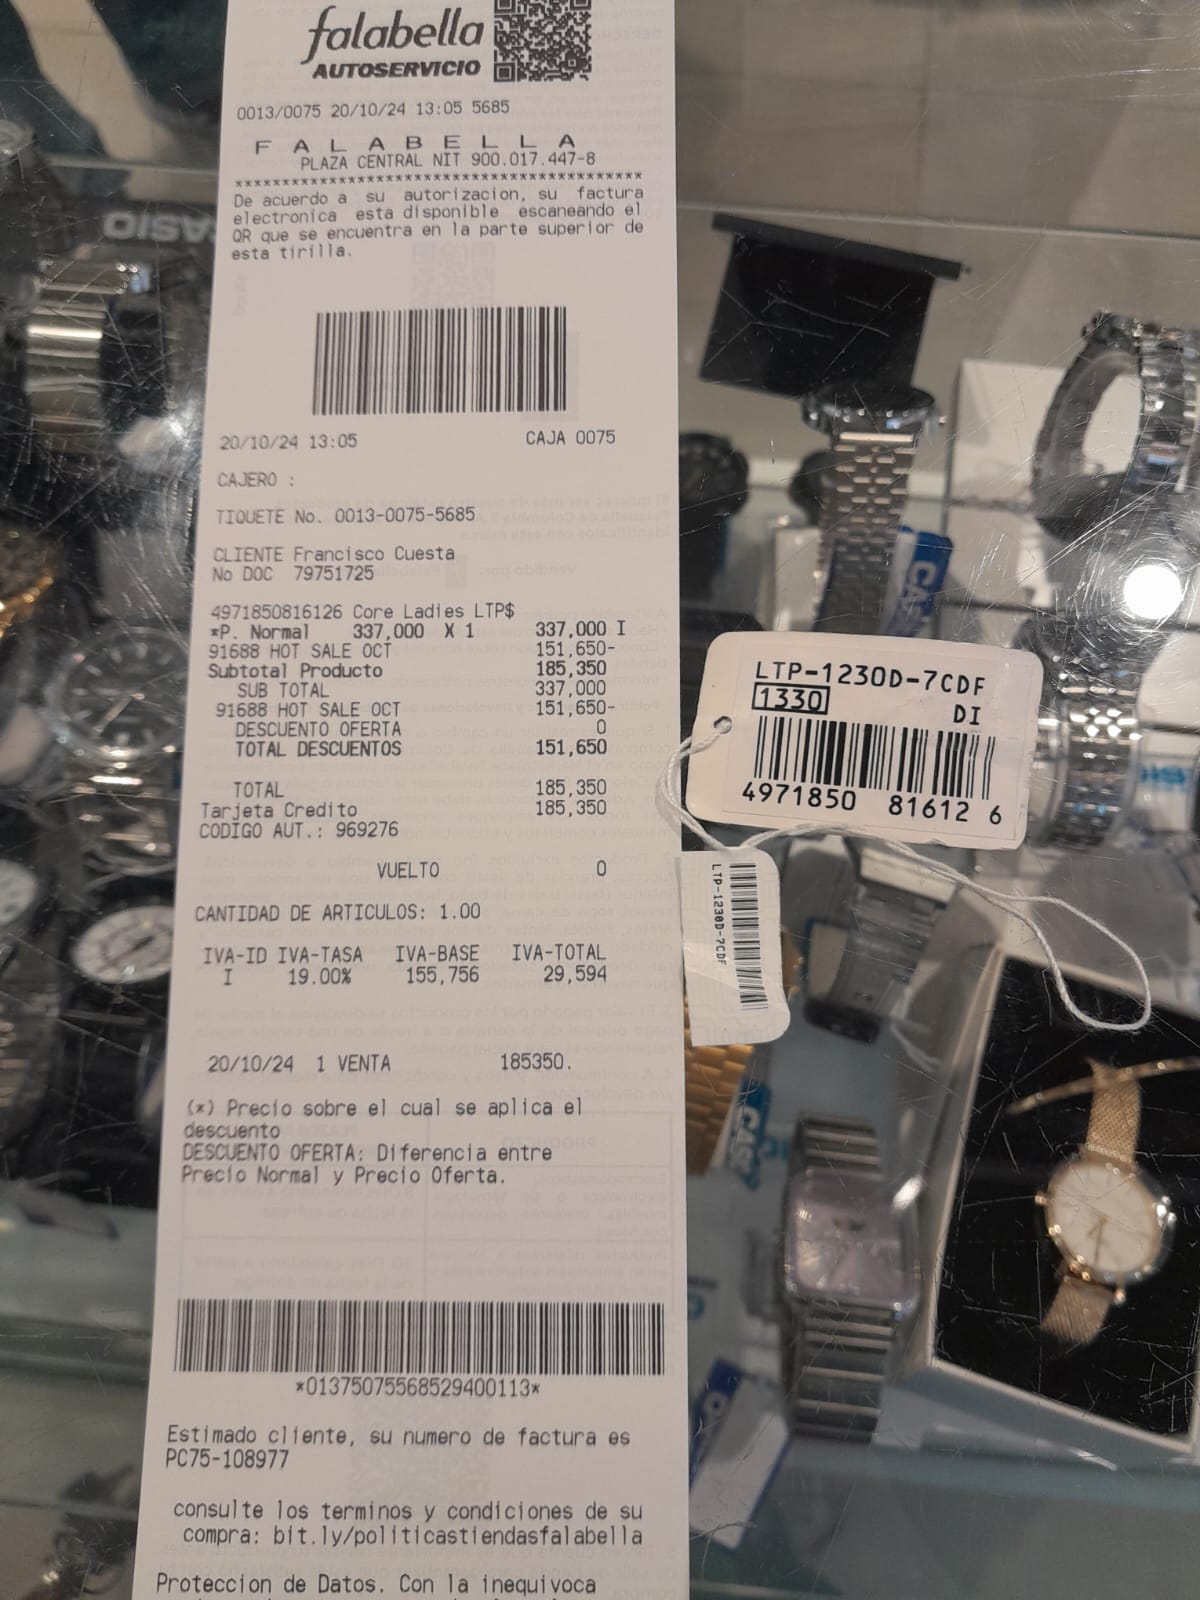 falabella
AUTOSERVICIO
0013/0075 20/10/24 13:05 5685
F A L A B E L L A
PLAZA CENTRAL NIT 900.017.447-8
*******************************************
De acuerdo a su autorizacion, su factura
electronica esta disponible escaneando el
QR que se encuentra en la parte superior de
esta tirilla.
20/10/24 13:05 CAJA 0075
CAJERO :
TIQUETE No. 0013-0075-5685
CLIENTE Francisco Cuesta
No DOC 79751725
4971850816126 Core Ladies LTP$
*P. Normal 337,000 X 1 337,000 I
91688 HOT SALE OCT 151,650-
Subtotal Producto 185,350
SUB TOTAL 337,000
91688 HOT SALE OCT 151,650-
DESCUENTO OFERTA 0
TOTAL DESCUENTOS 151,650
TOTAL 185,350
Tarjeta Credito 185,350
CODIGO AUT.: 969276
VUELTO 0
CANTIDAD DE ARTICULOS: 1.00
IVA-ID IVA-TASA IVA-BASE IVA-TOTAL
I 19.00% 155,756 29,594
20/10/24 1 VENTA 185350.
(*) Precio sobre el cual se aplica el
descuento
DESCUENTO OFERTA: Diferencia entre
Precio Normal y Precio Oferta.
*01375075568529400113*
Estimado cliente, su numero de factura es
PC75-108977
consulte los terminos y condiciones de su
compra: bit.ly/politicastiendasfalabella
Proteccion de Datos. Con la inequivoca
LTP-1230D-7CDF
1330
DI
4971850 81612 6
LTP-1230D-7CDF
CASIO